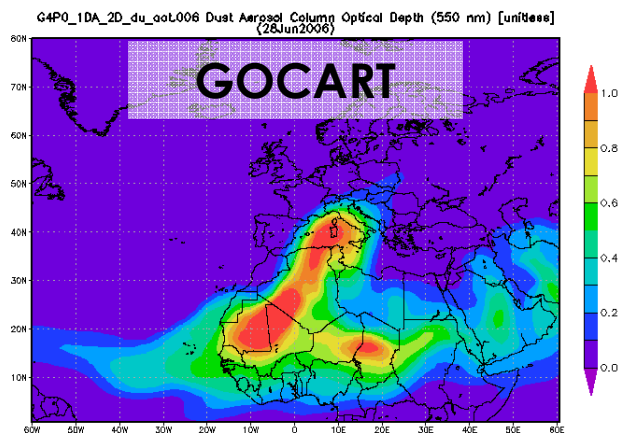 G4P0_1DA_2D_du_aot.006 Dust Aerosol Column Optical Depth (550 nm) [unitless]
(28Jun2006)
GOCART
80N
70N
60N
50N
40N
30N
20N
10N
60W 50W 40W 30W 20W 10W 0 10E 20E 30E 40E 50E 60E
1.0
0.8
0.6
0.4
0.2
0.0